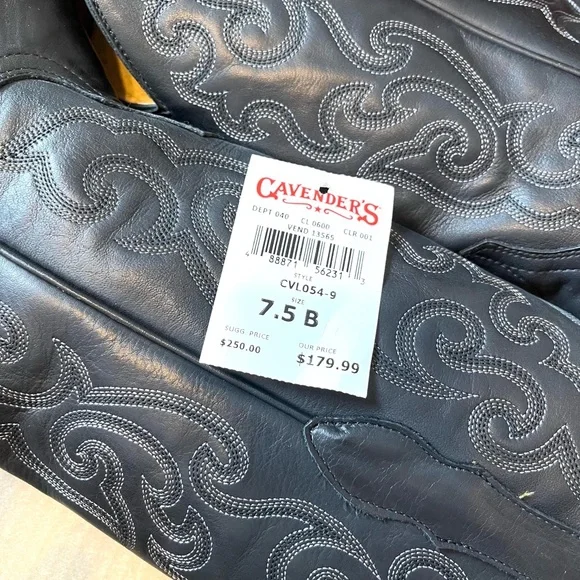 CAVENDER'S
DEPT 040 CL 0600 CLR 001
VEND 13565
4 88871 56231 3
STYLE
CVL054-9
SIZE
7.5 B
SUGG. PRICE OUR PRICE
$250.00 $179.99